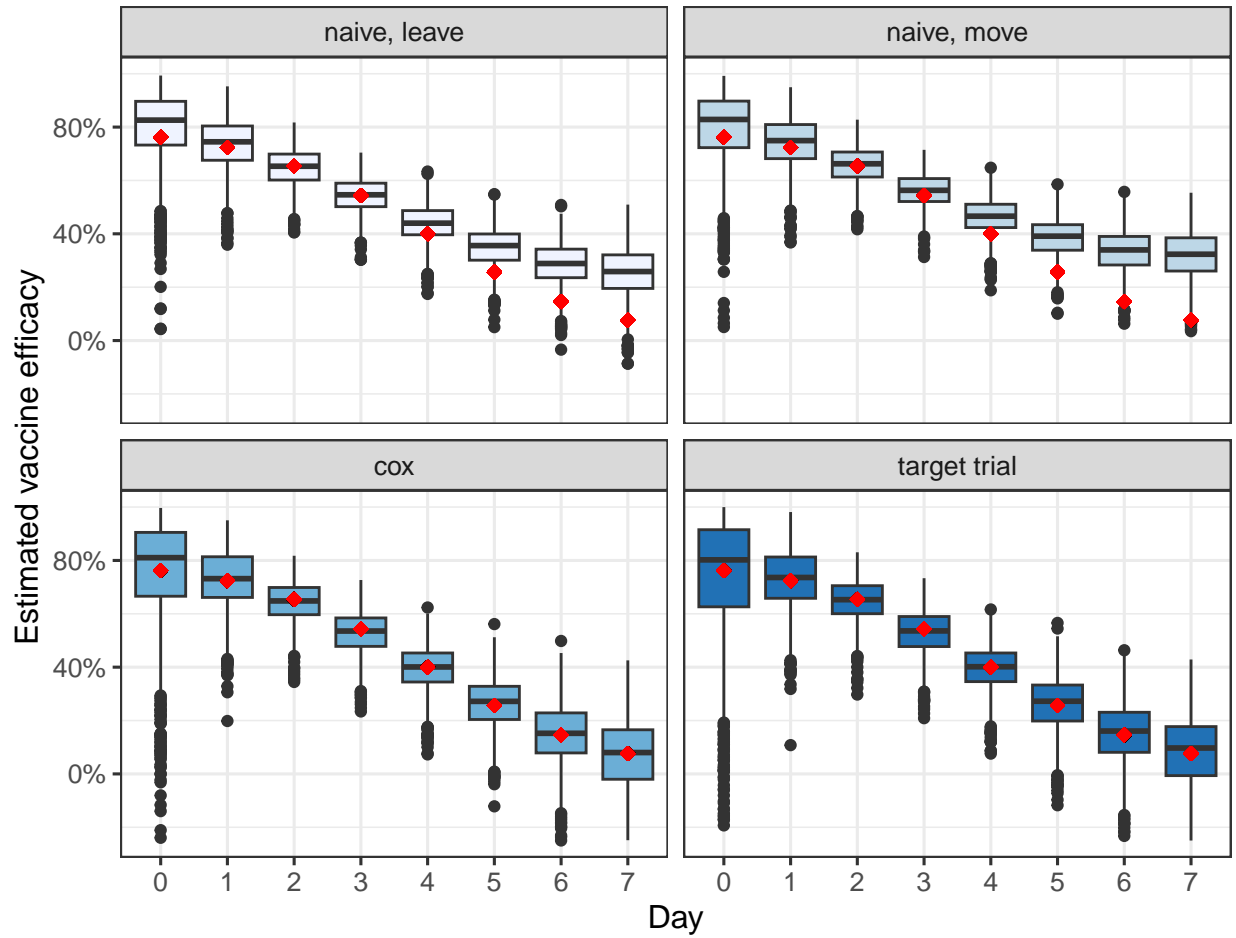 naive, leave
naive, move
80%
40%
0%
cox
target trial
80%
40%
0%
0 1 2 3 4 5 6 7
0 1 2 3 4 5 6 7
Day
Estimated vaccine efficacy